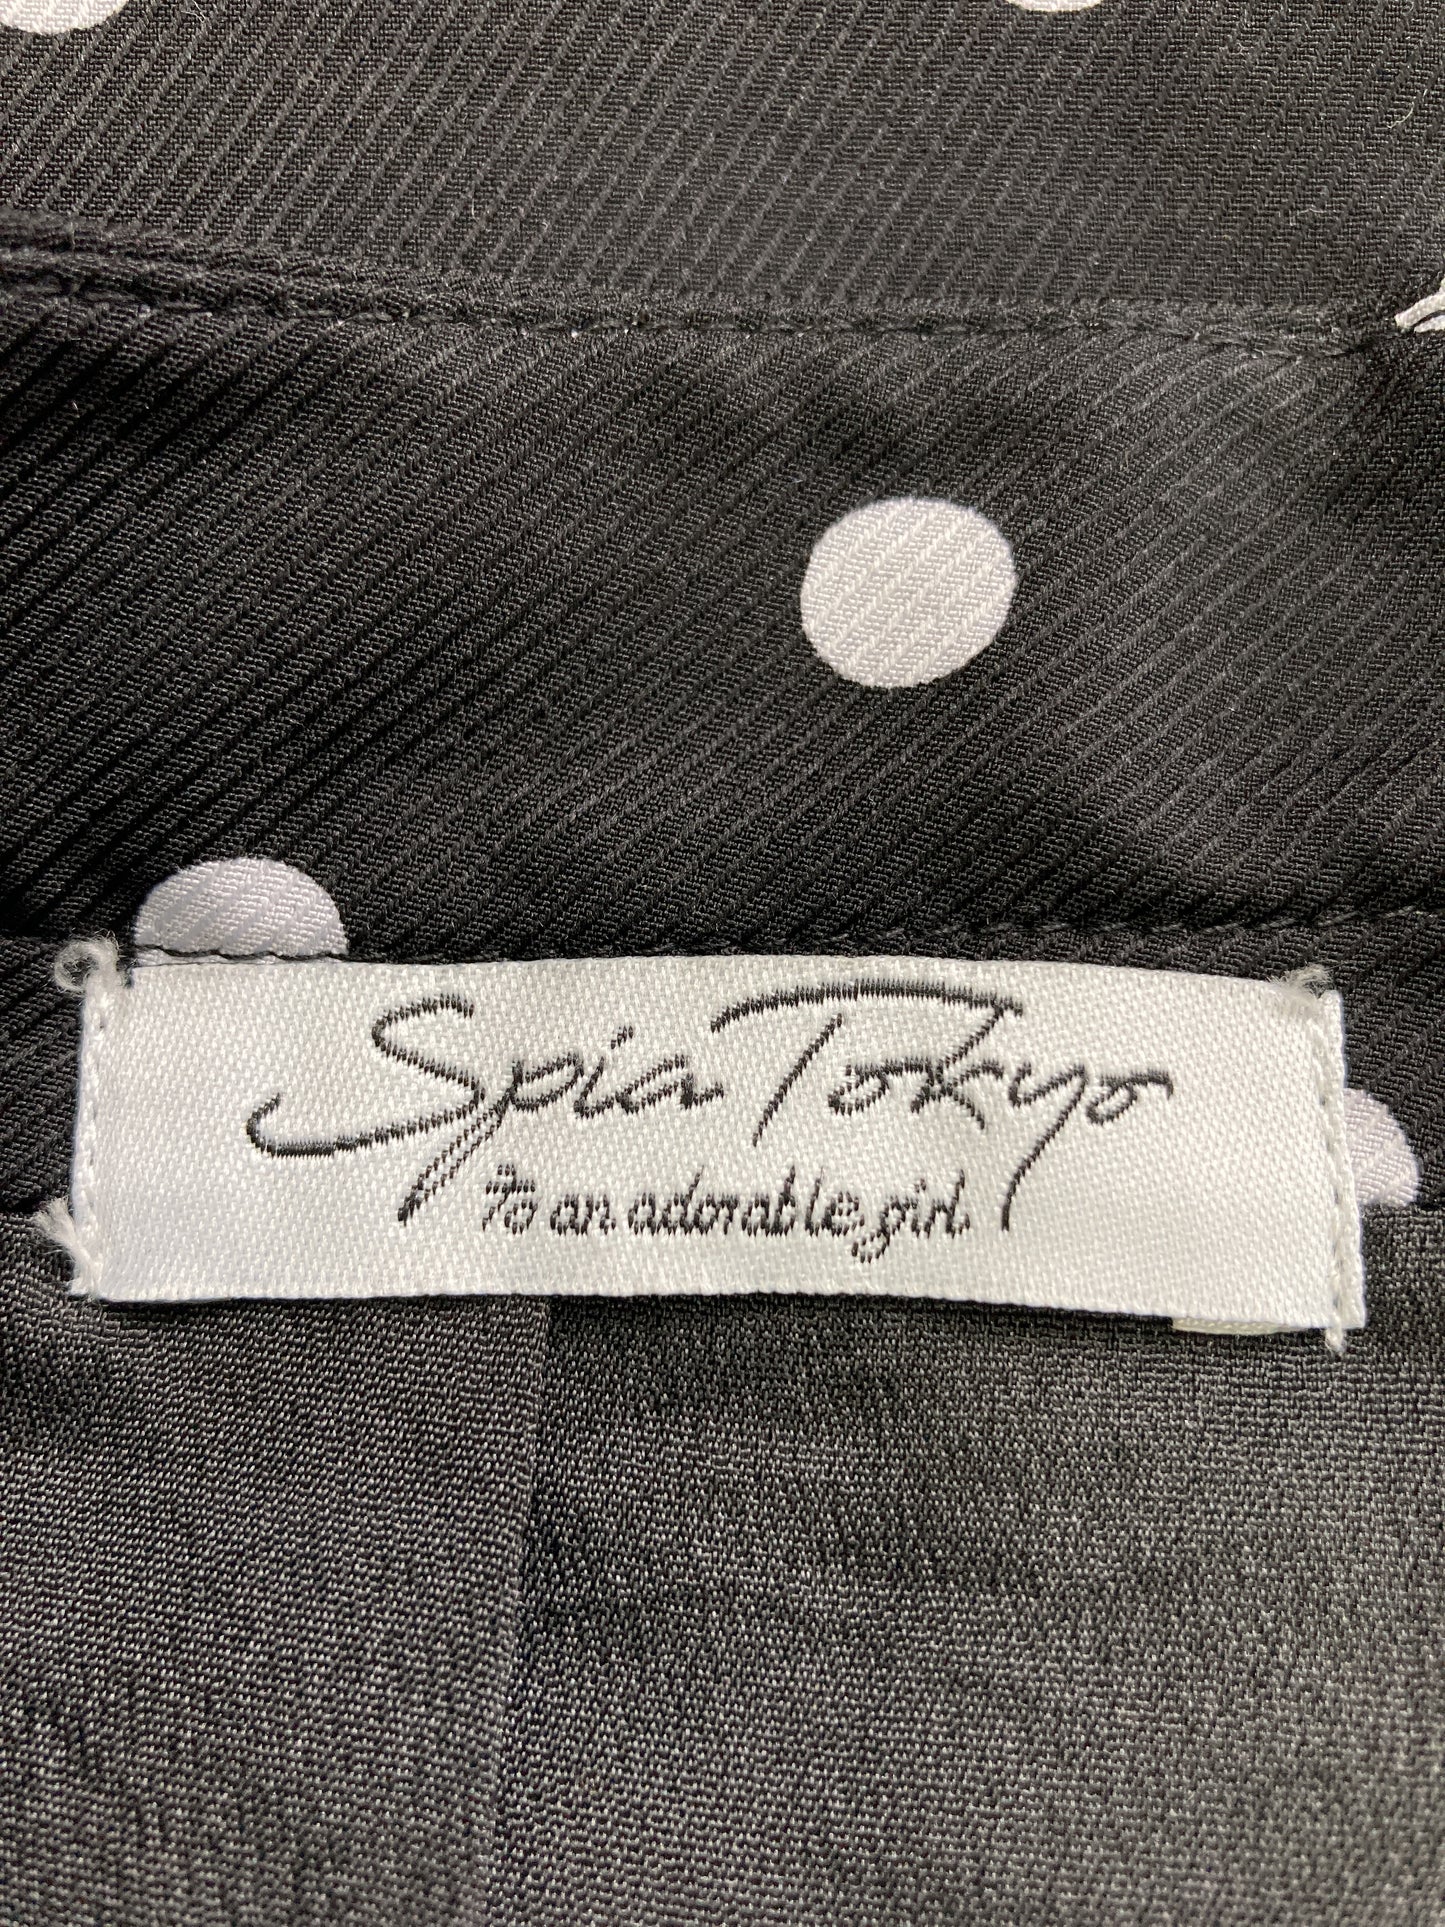 Spia Tokyo
to an adorable girl.